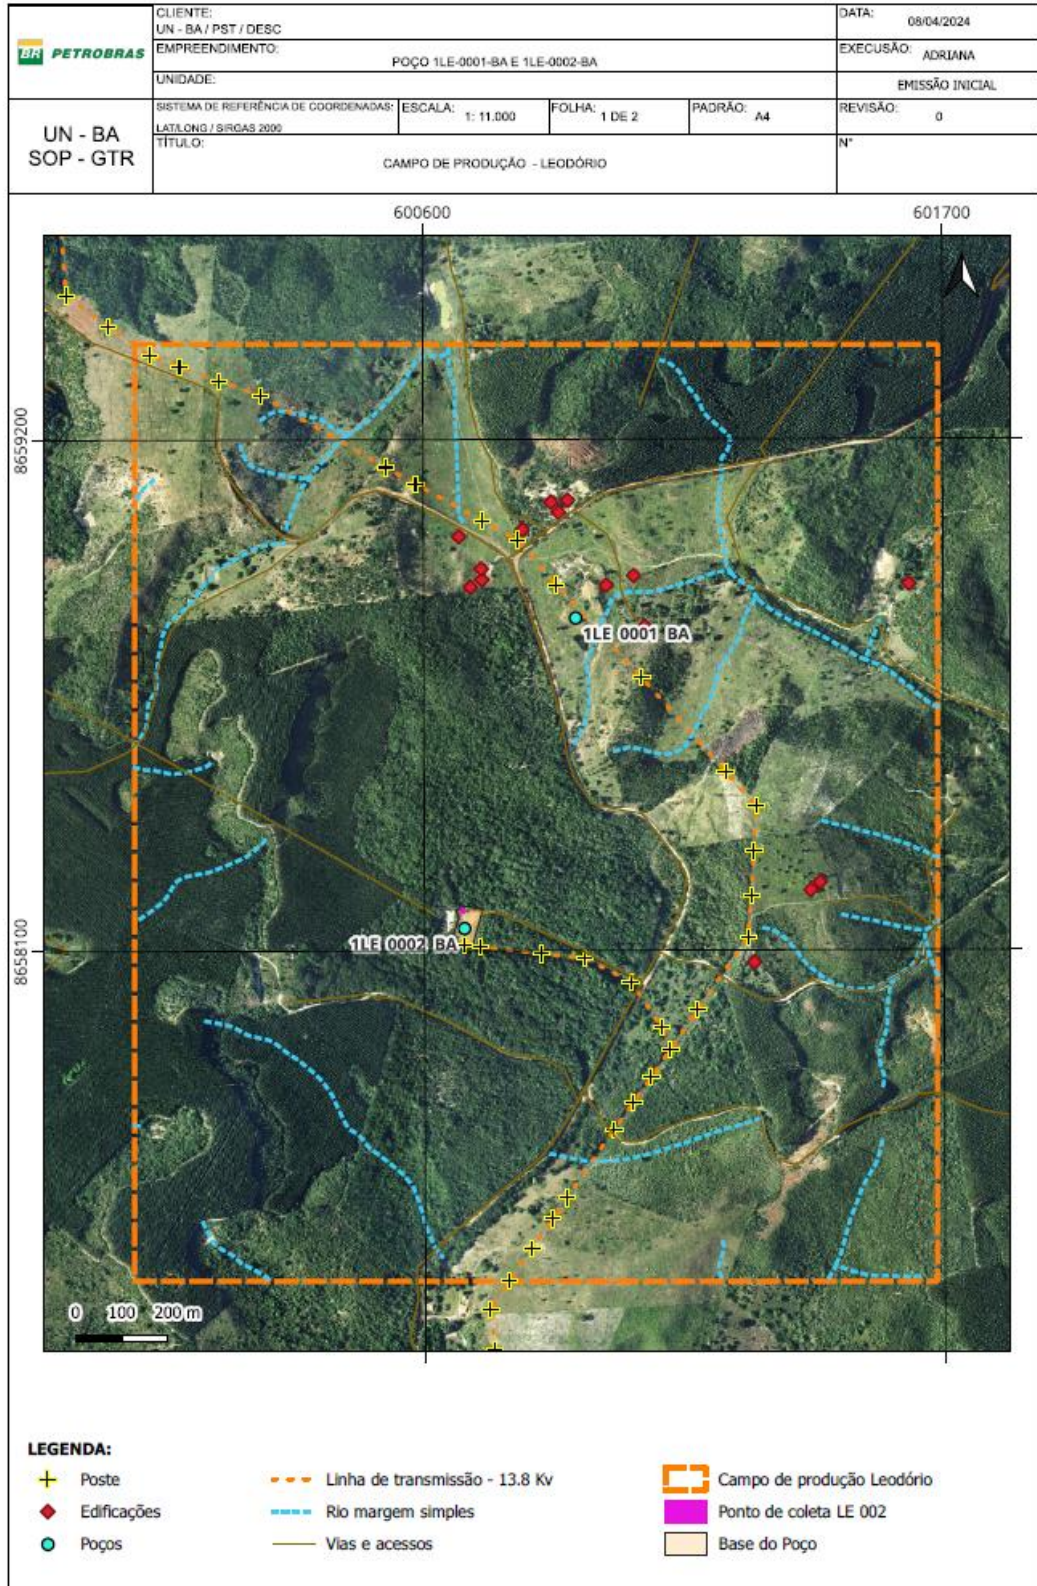 BR PETROBRAS
UN - BA
SOP - GTR
CLIENTE:
UN - BA / PST / DESC
DATA: 08/04/2024
EMPREENDIMENTO:
POÇO 1LE-0001-BA E 1LE-0002-BA
EXECUSÃO: ADRIANA
UNIDADE:
EMISSÃO INICIAL
SISTEMA DE REFERÊNCIA DE COORDENADAS:
LAT/LONG / SIRGAS 2000
ESCALA: 1: 11.000
FOLHA: 1 DE 2
PADRÃO: A4
REVISÃO: 0
TÍTULO:
CAMPO DE PRODUÇÃO - LEODÓRIO
N°
600600
601700
8659200
1LE 0001 BA
8658100
1LE 0002 BA
0 100 200 m
LEGENDA:
Poste
Linha de transmissão - 13.8 Kv
Campo de produção Leodório
Edificações
Rio margem simples
Ponto de coleta LE 002
Poços
Vias e acessos
Base do Poço